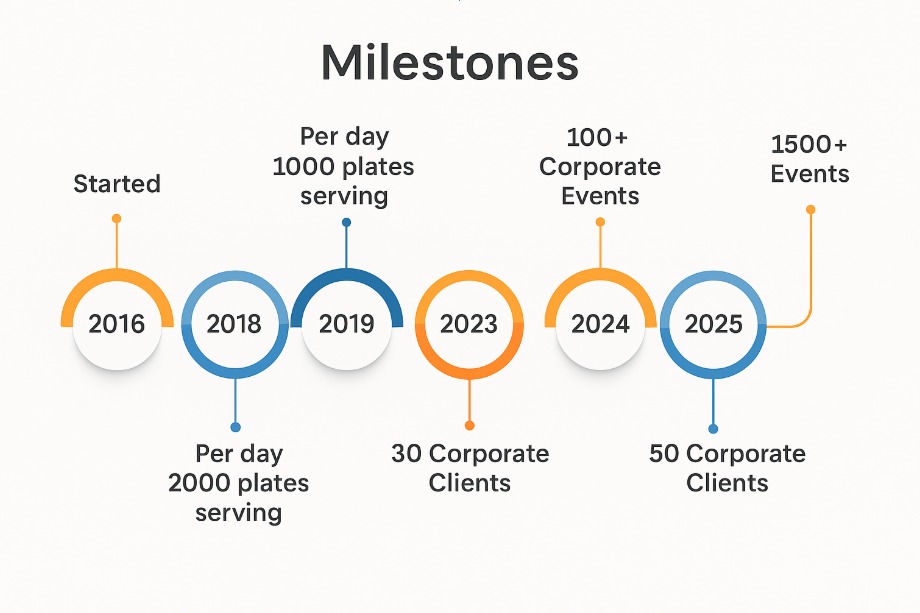 Milestones
Started
2016
2018
Per day
2000 plates
serving
Per day
1000 plates
serving
2019
2023
30 Corporate
Clients
100+
Corporate
Events
2024
2025
50 Corporate
Clients
1500+
Events